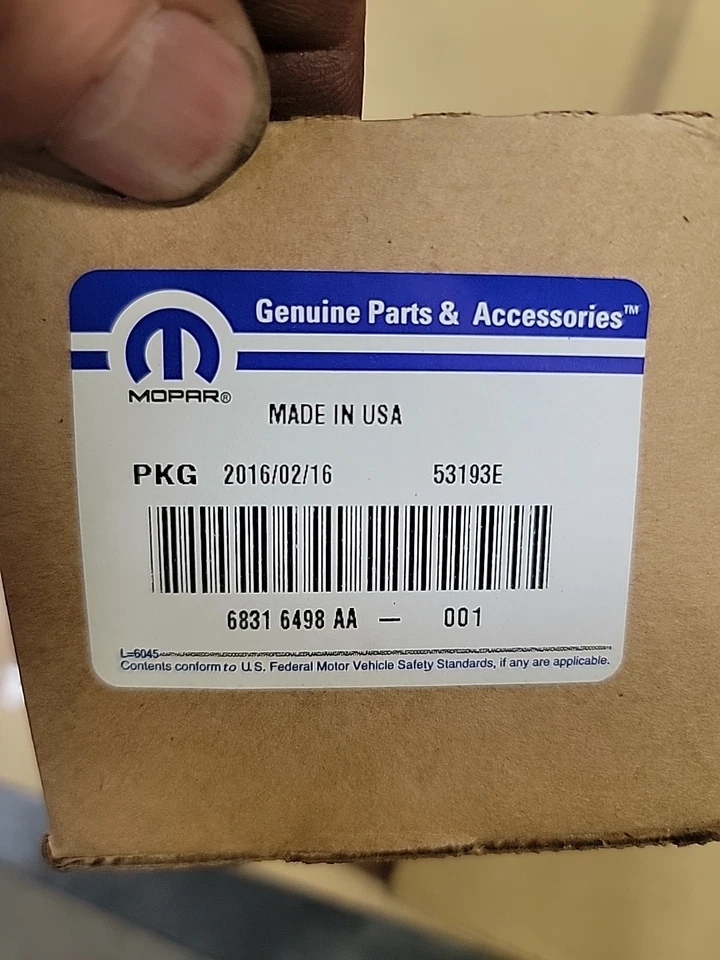 Genuine Parts & Accessories™
MOPAR®
MADE IN USA
PKG 2016/02/16 53193E
6831 6498 AA — 001
L=6045
Contents conform to U.S. Federal Motor Vehicle Safety Standards, if any are applicable.